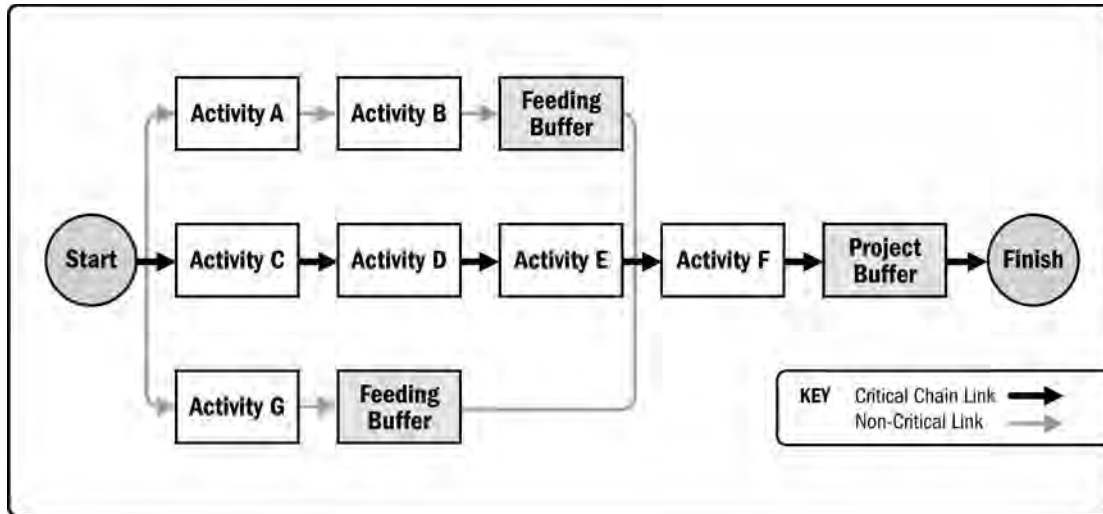 Activity A
Activity B
Feeding
Buffer
Start
Activity C
Activity D
Activity E
Activity F
Project
Buffer
Finish
Activity G
Feeding
Buffer
KEY Critical Chain Link
Non-Critical Link